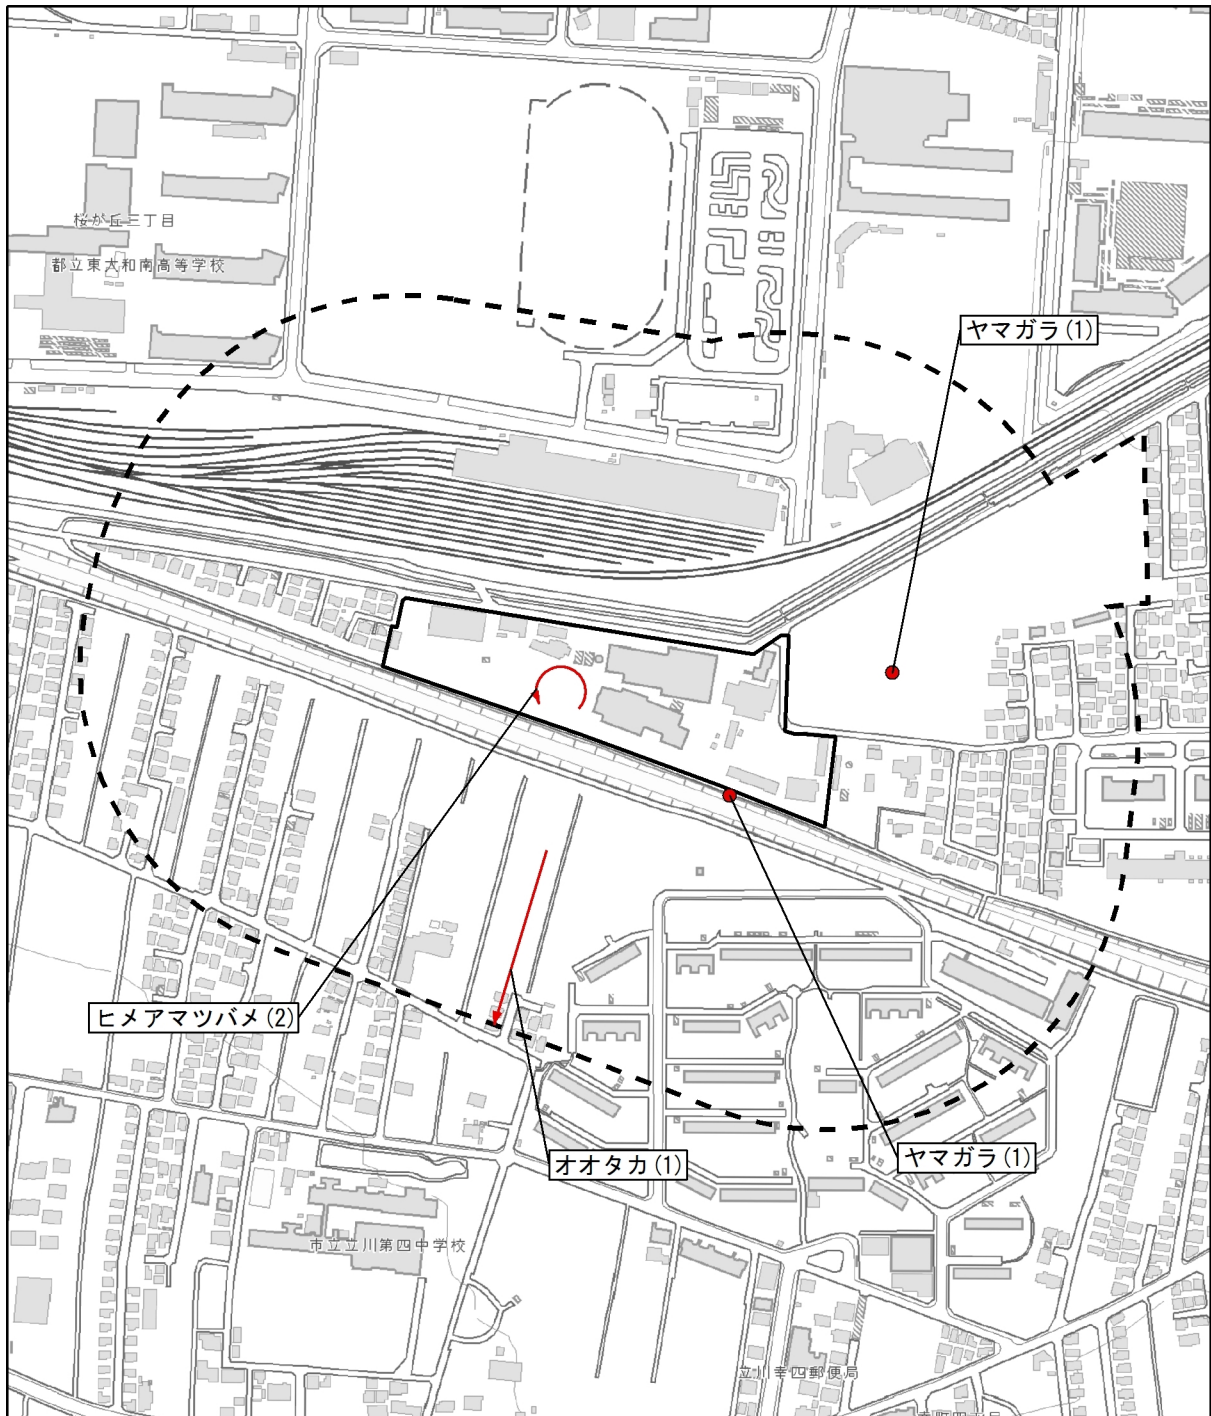 桜が丘三丁目
都立東大和南高等学校
ヤマガラ(1)
ヒメアマツバメ(2)
オオタカ(1)
ヤマガラ(1)
市立立川第四中学校
立川幸四郵便局